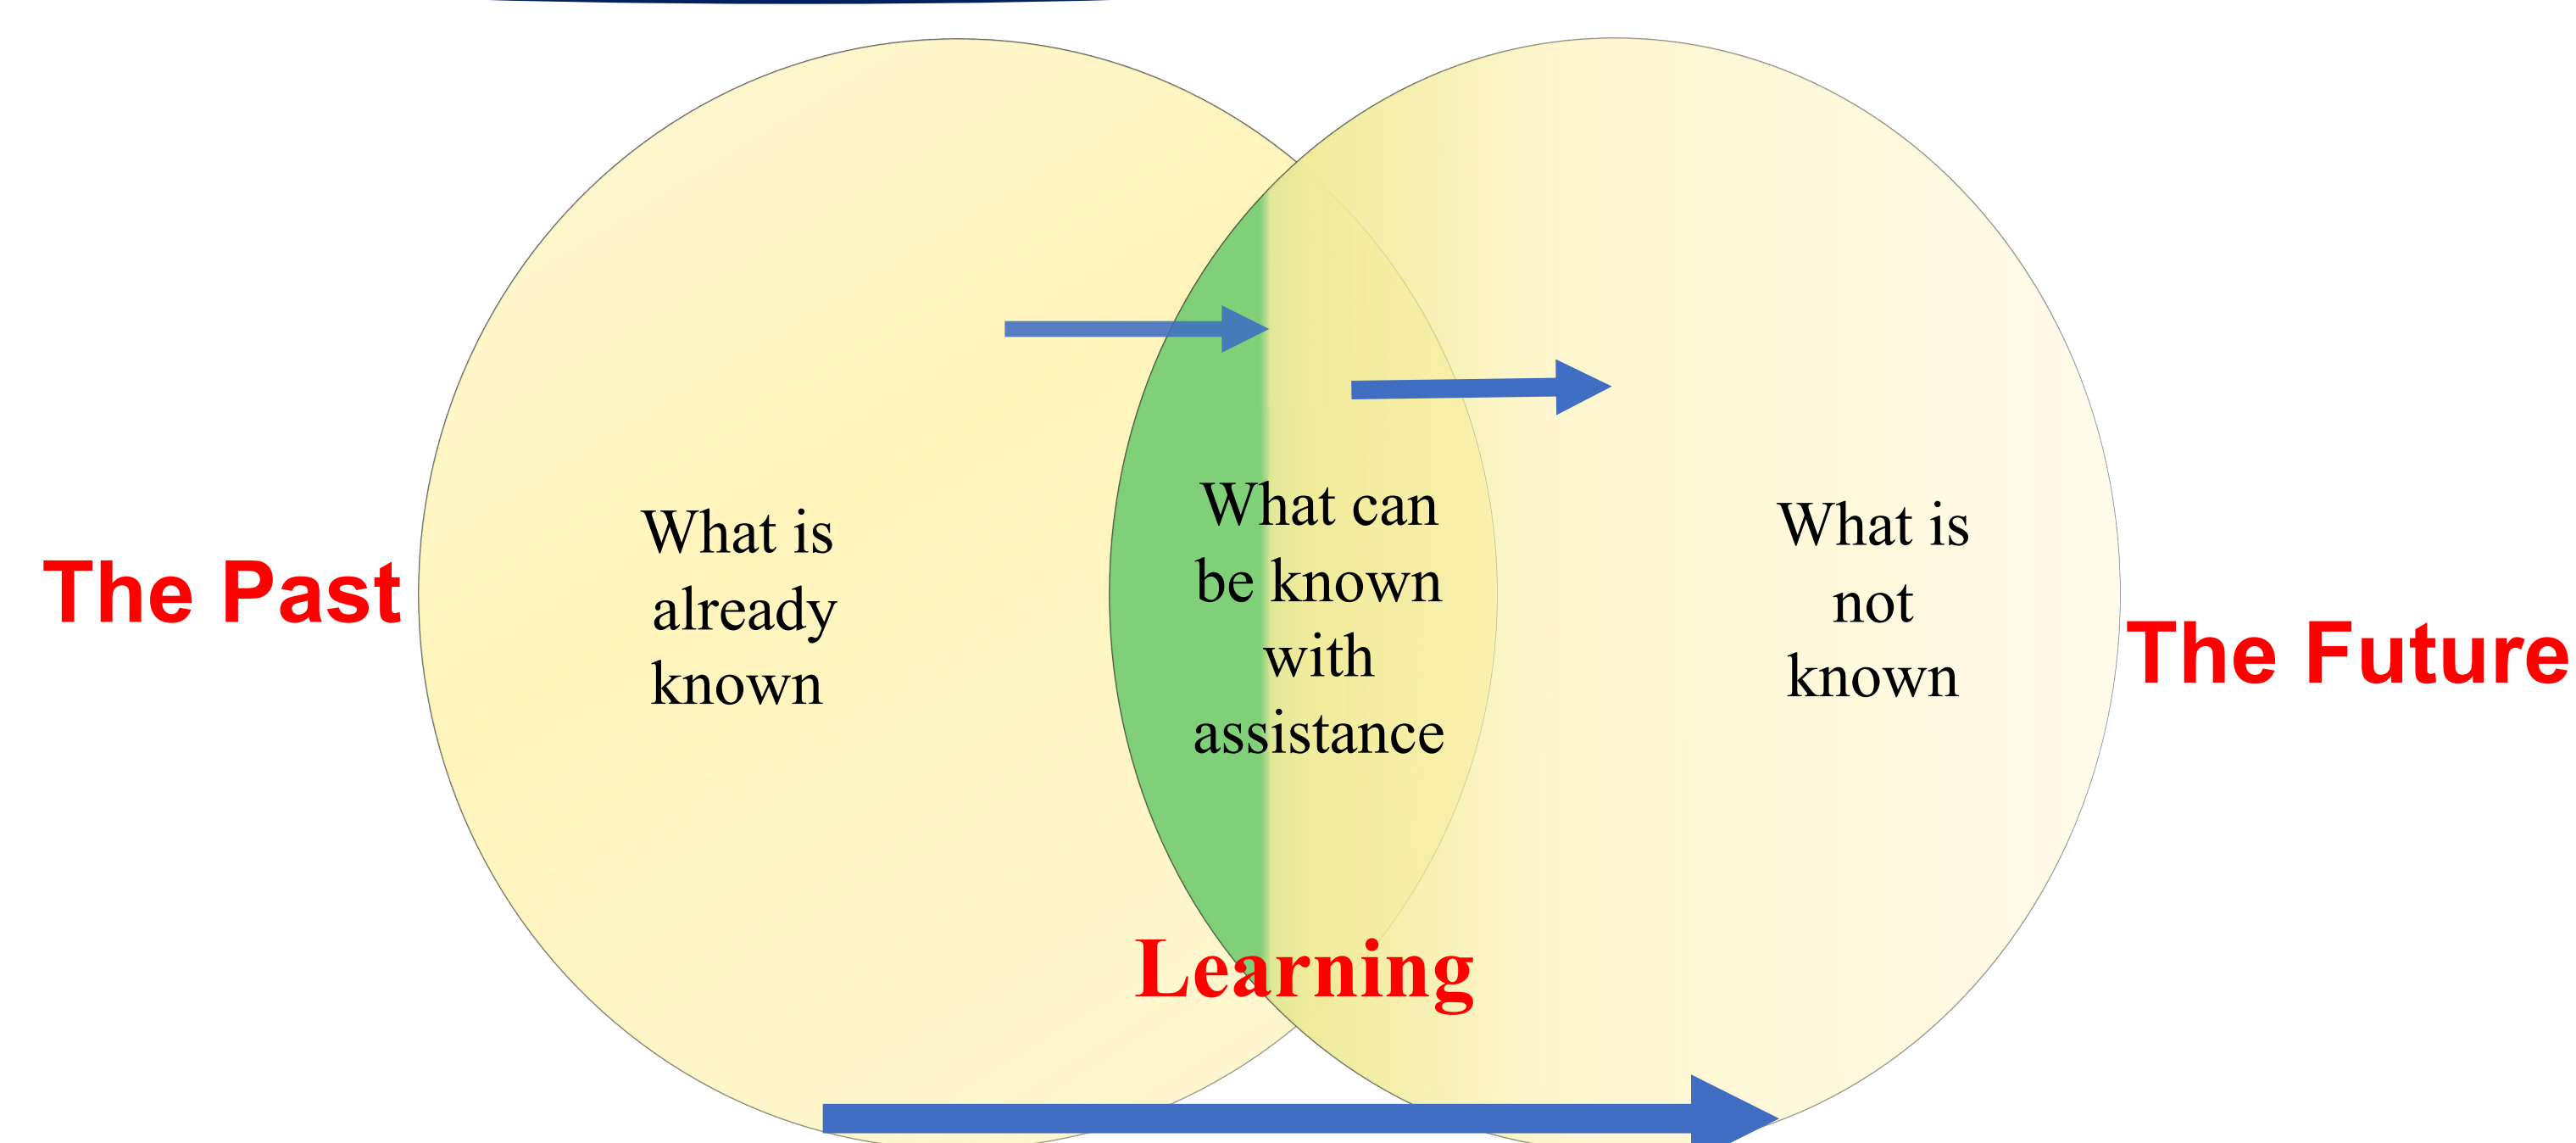 The Past
What is
already
known
What can
be known
with
assistance
What is
not
known
The Future
Learning